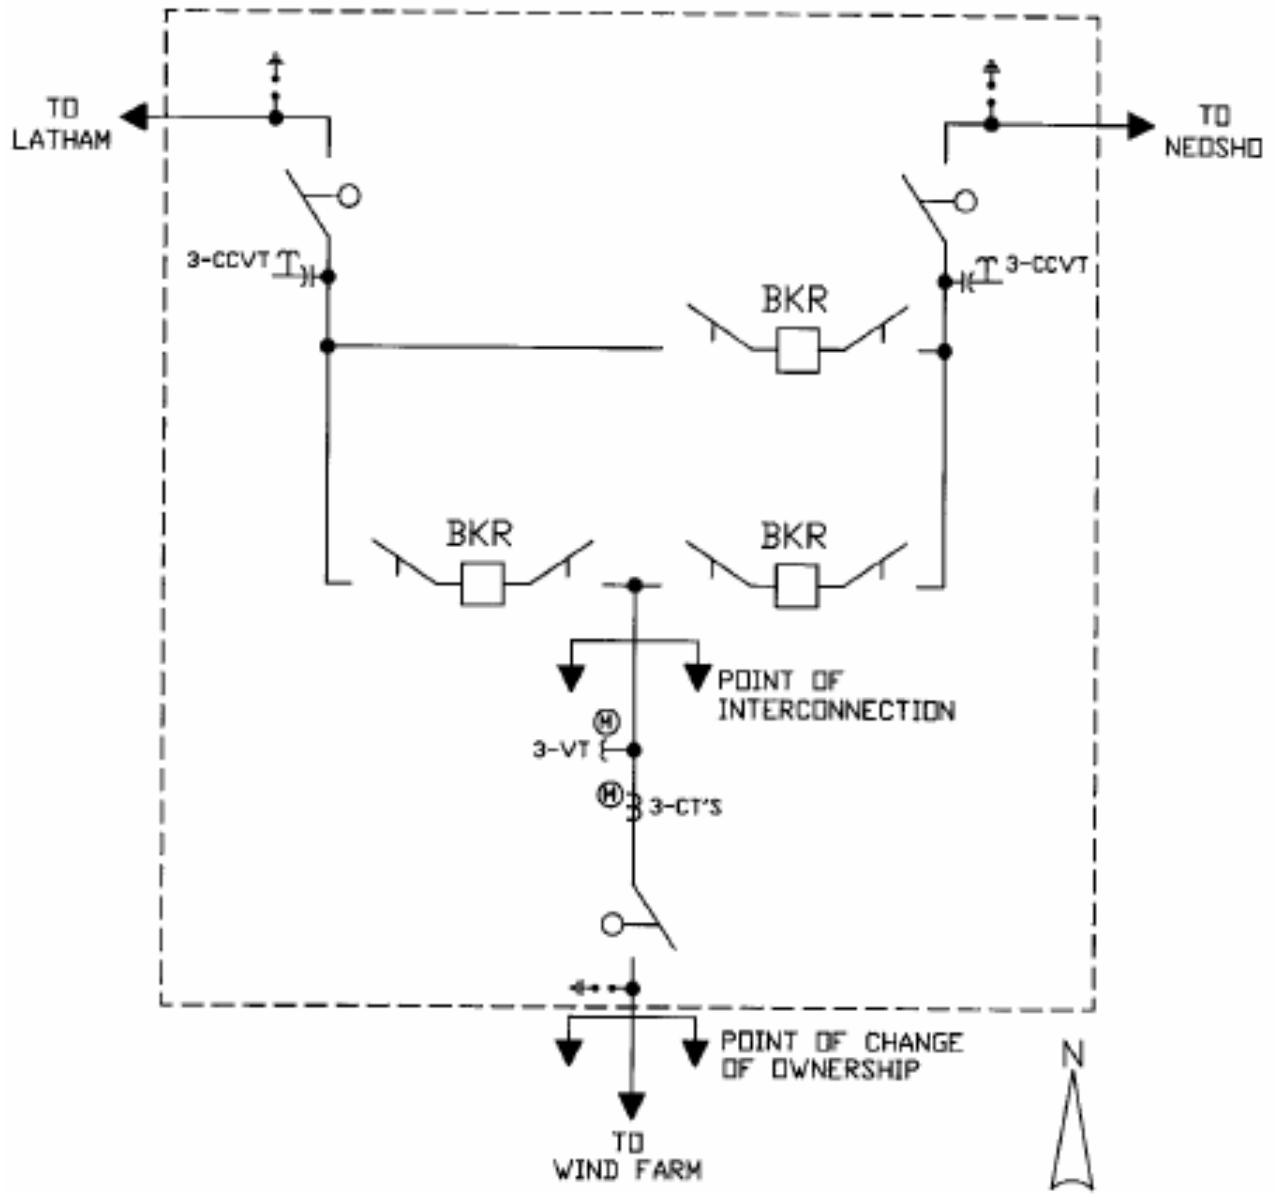 TO
LATHAM
TO
NEOSHO
3-CCVT
3-CCVT
BKR
BKR
BKR
POINT OF
INTERCONNECTION
M
3-VT
M
3-CT'S
POINT OF CHANGE
OF OWNERSHIP
N
TO
WIND FARM